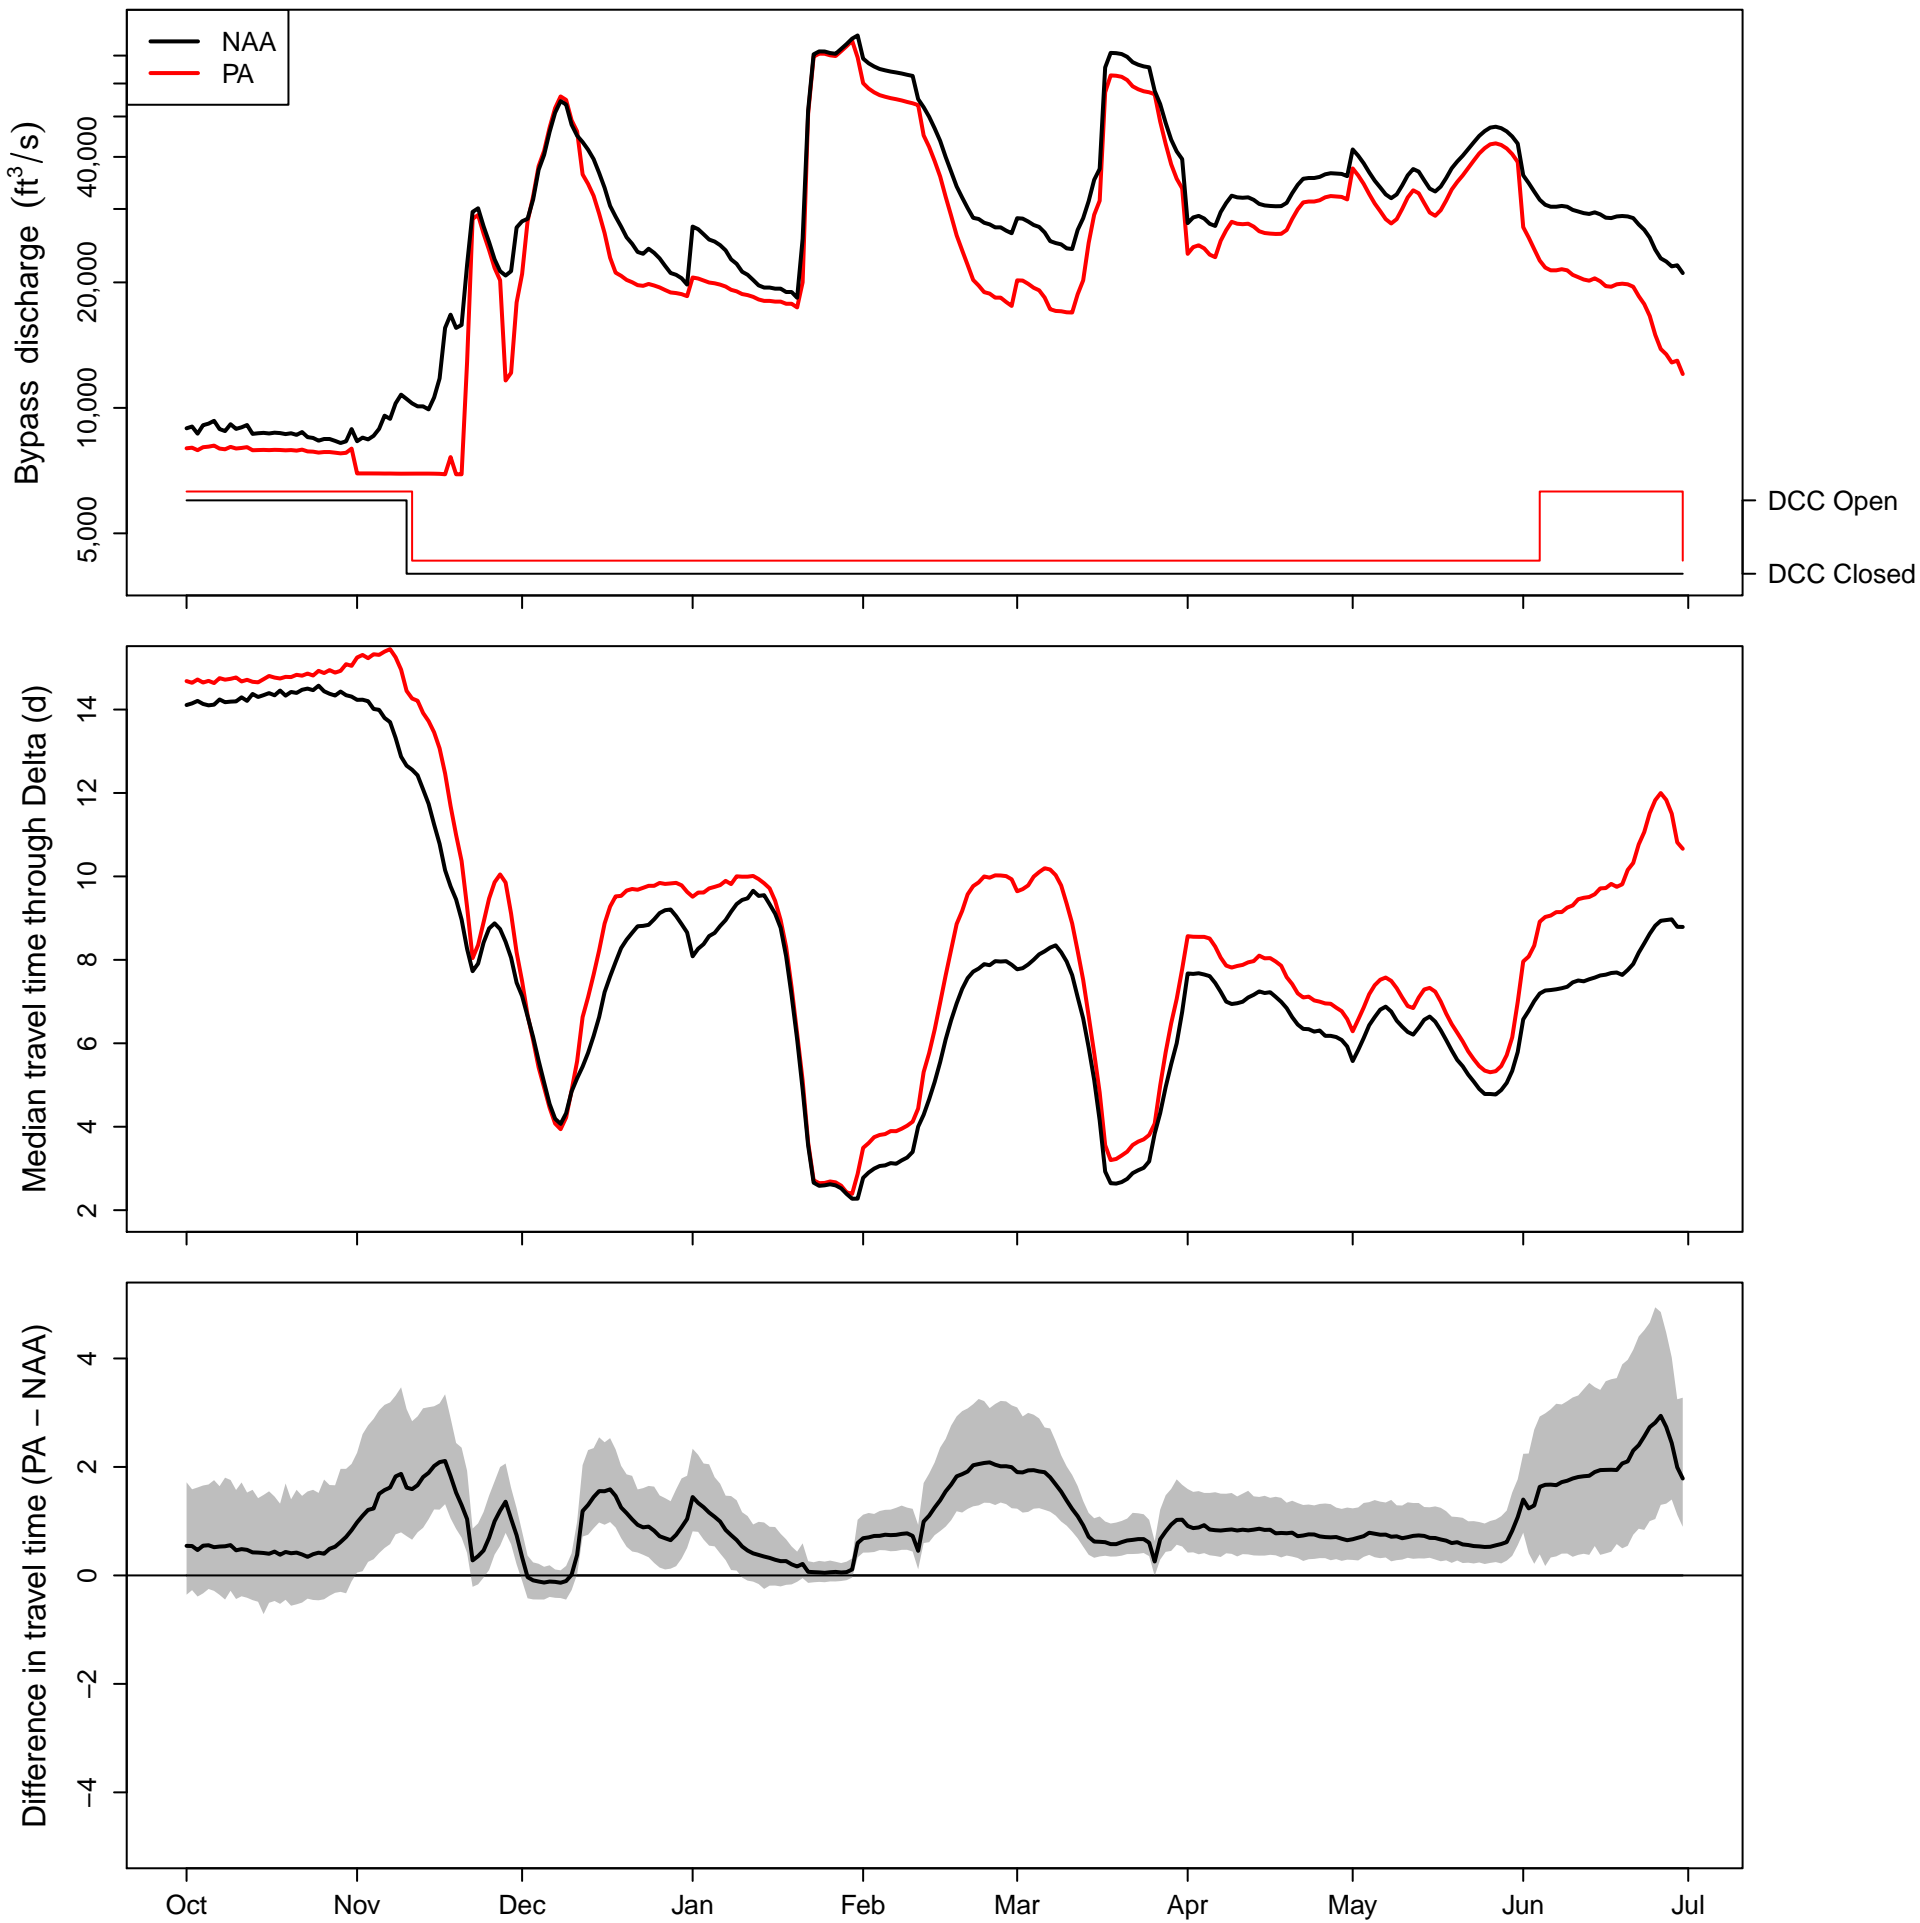 NAA
PA
Bypass discharge (ft³/s)
40,000
20,000
10,000
5,000
DCC Open
DCC Closed
Median travel time through Delta (d)
14
12
10
8
6
4
2
Difference in travel time (PA – NAA)
4
2
0
−2
−4
Oct Nov Dec Jan Feb Mar Apr May Jun Jul